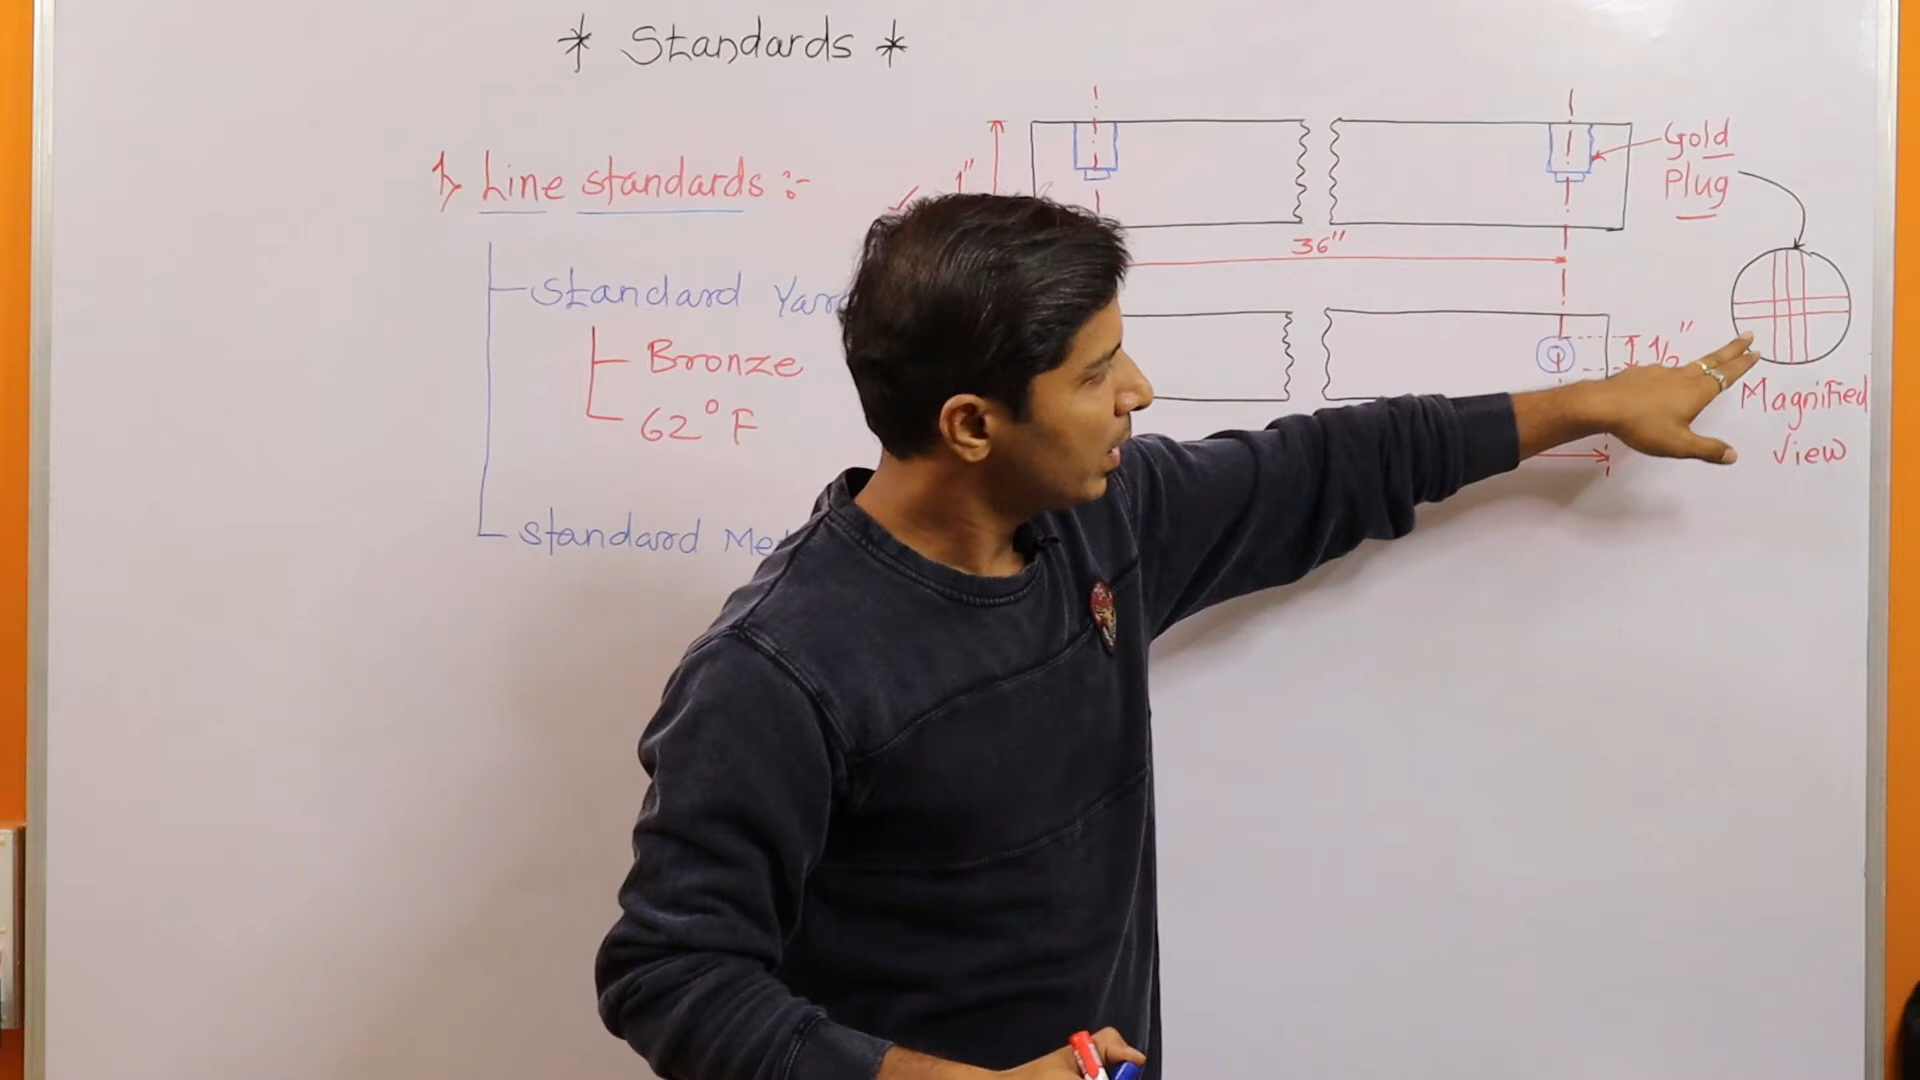 * Standards *
1) Line standards :-
Standard
Bronze
62°F
standard
1"
36"
Gold
Plug
1/2"
Magnified
View